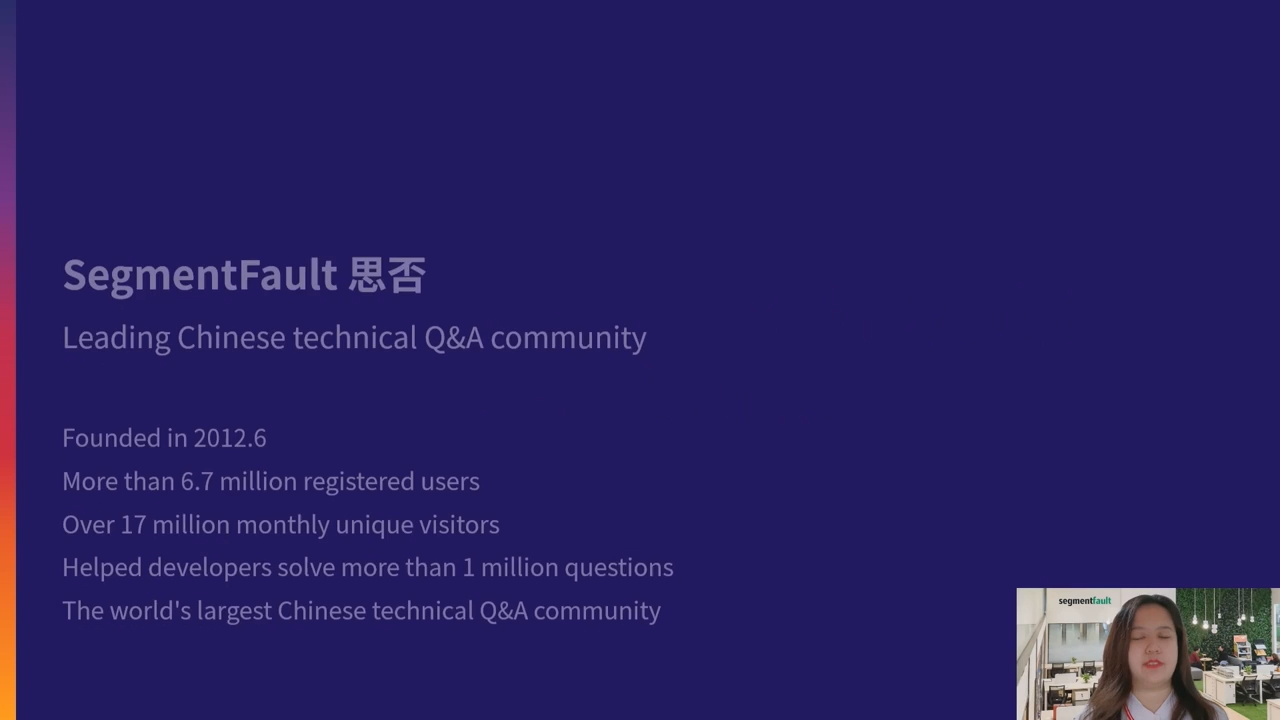 SegmentFault 思否
Leading Chinese technical Q&A community
Founded in 2012.6
More than 6.7 million registered users
Over 17 million monthly unique visitors
Helped developers solve more than 1 million questions
The world's largest Chinese technical Q&A community
segmentfault